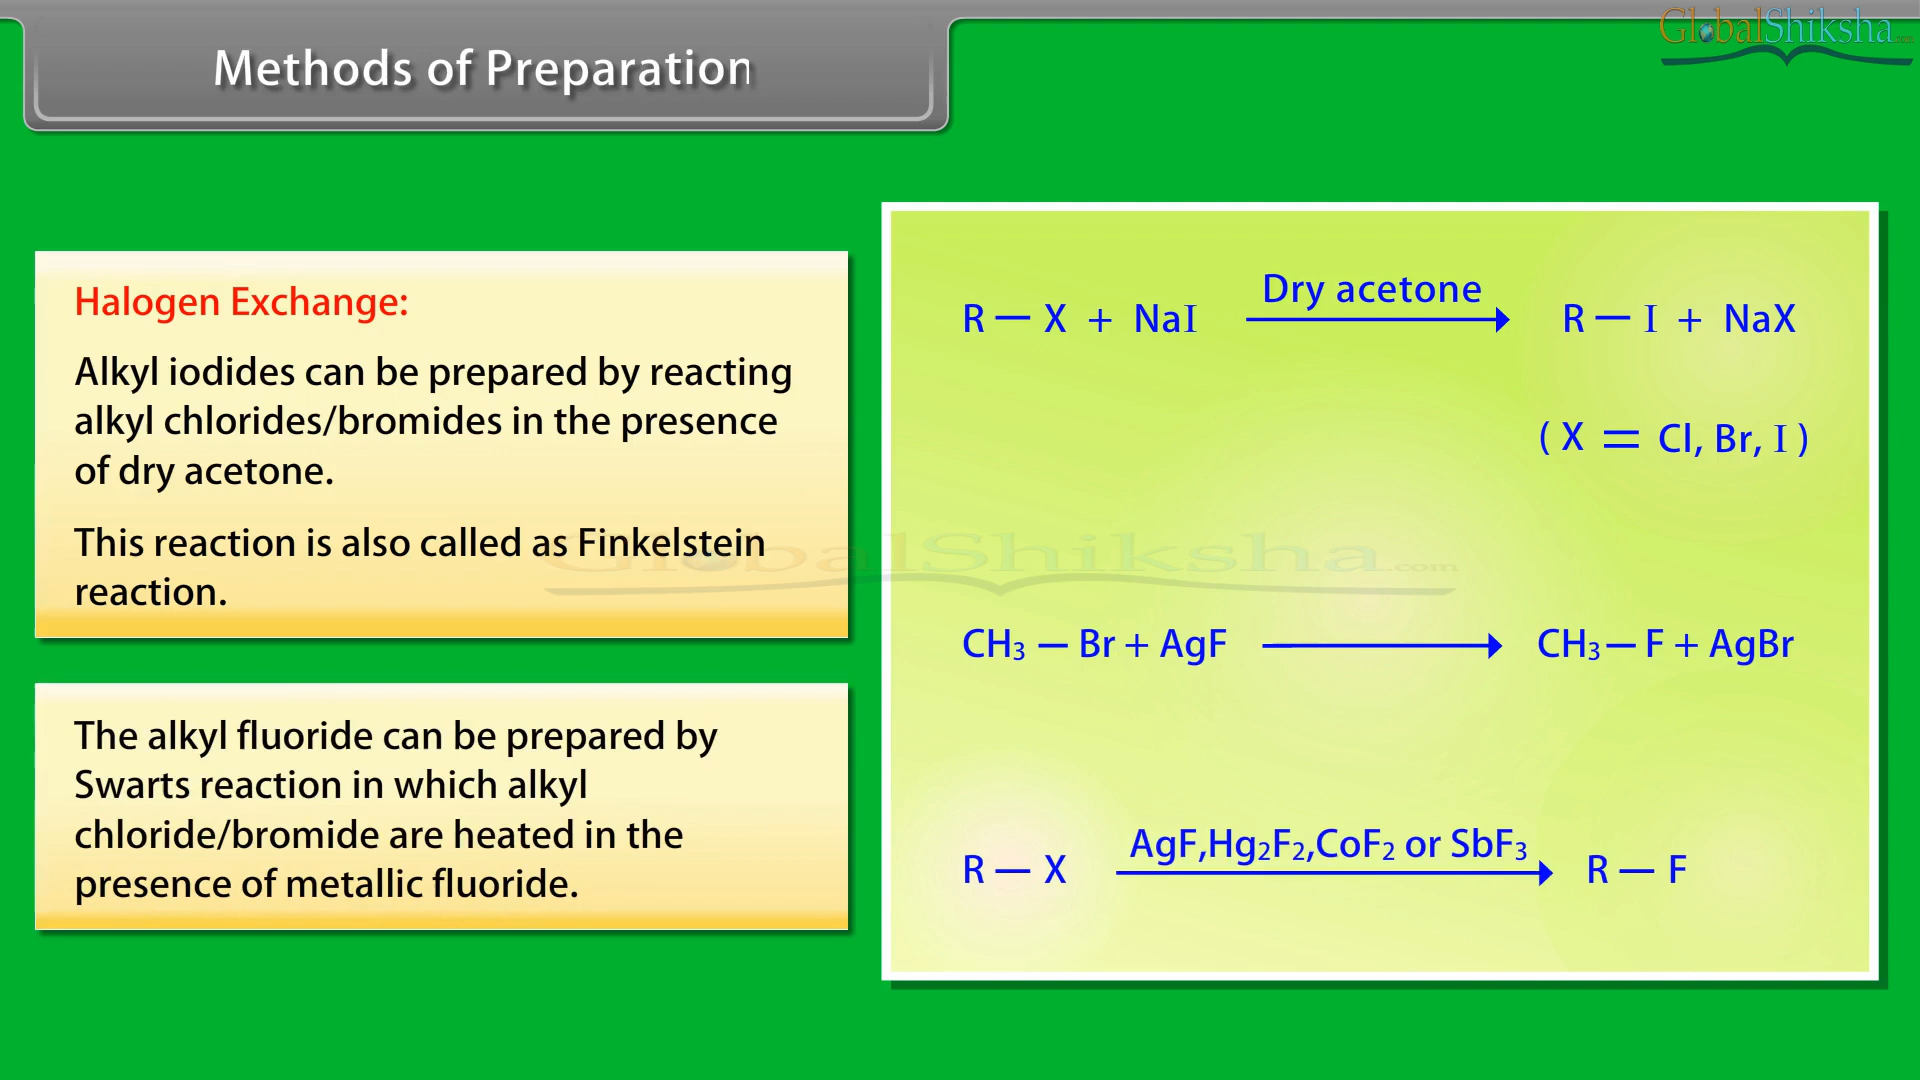 Methods of Preparation
GlobalShiksha.com
Halogen Exchange:
Alkyl iodides can be prepared by reacting
alkyl chlorides/bromides in the presence
of dry acetone.
This reaction is also called as Finkelstein
reaction.
The alkyl fluoride can be prepared by
Swarts reaction in which alkyl
chloride/bromide are heated in the
presence of metallic fluoride.
Dry acetone
R — X + NaI → R — I + NaX
( X = Cl, Br, I )
GlobalShiksha.com
CH₃ — Br + AgF → CH₃ — F + AgBr
AgF,Hg₂F₂,CoF₂ or SbF₃
R — X → R — F